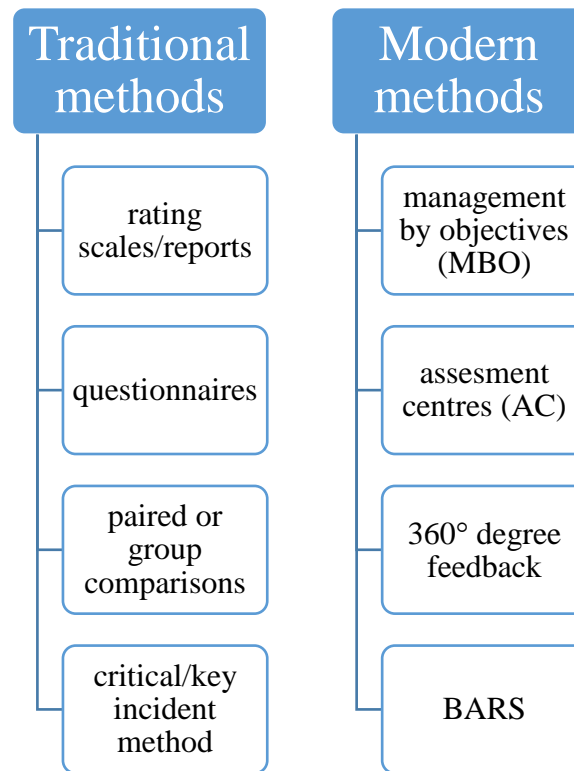 Traditional
methods
rating
scales/reports
questionnaires
paired or
group
comparisons
critical/key
incident
method
Modern
methods
management
by objectives
(MBO)
assesment
centres (AC)
360° degree
feedback
BARS